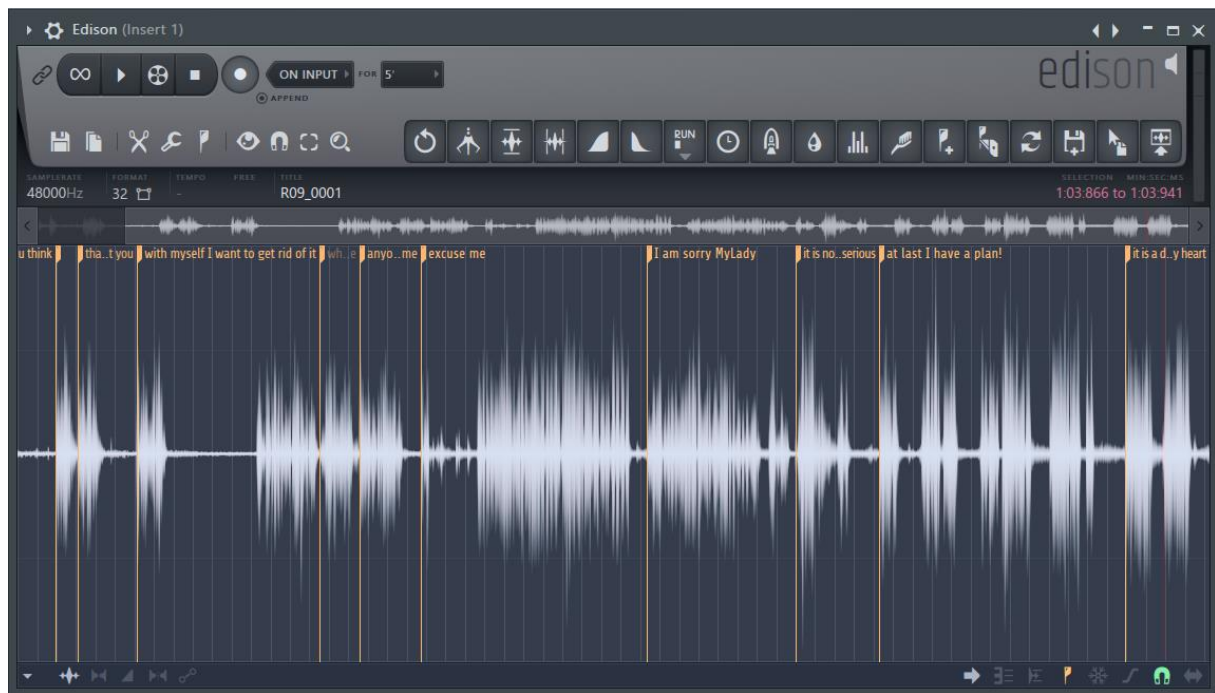 Edison (Insert 1)
ON INPUT FOR 5'
APPEND
edison
RUN
SAMPLERATE FORMAT TEMPO FREE TITLE SELECTION MIN:SEC:MS
48000Hz 32 - R09_0001 1:03:866 to 1:03:941
u think tha..t you with myself I want to get rid of it wh..e anyo..me excuse me I am sorry MyLady it is no..serious at last I have a plan! it is a d..y heart